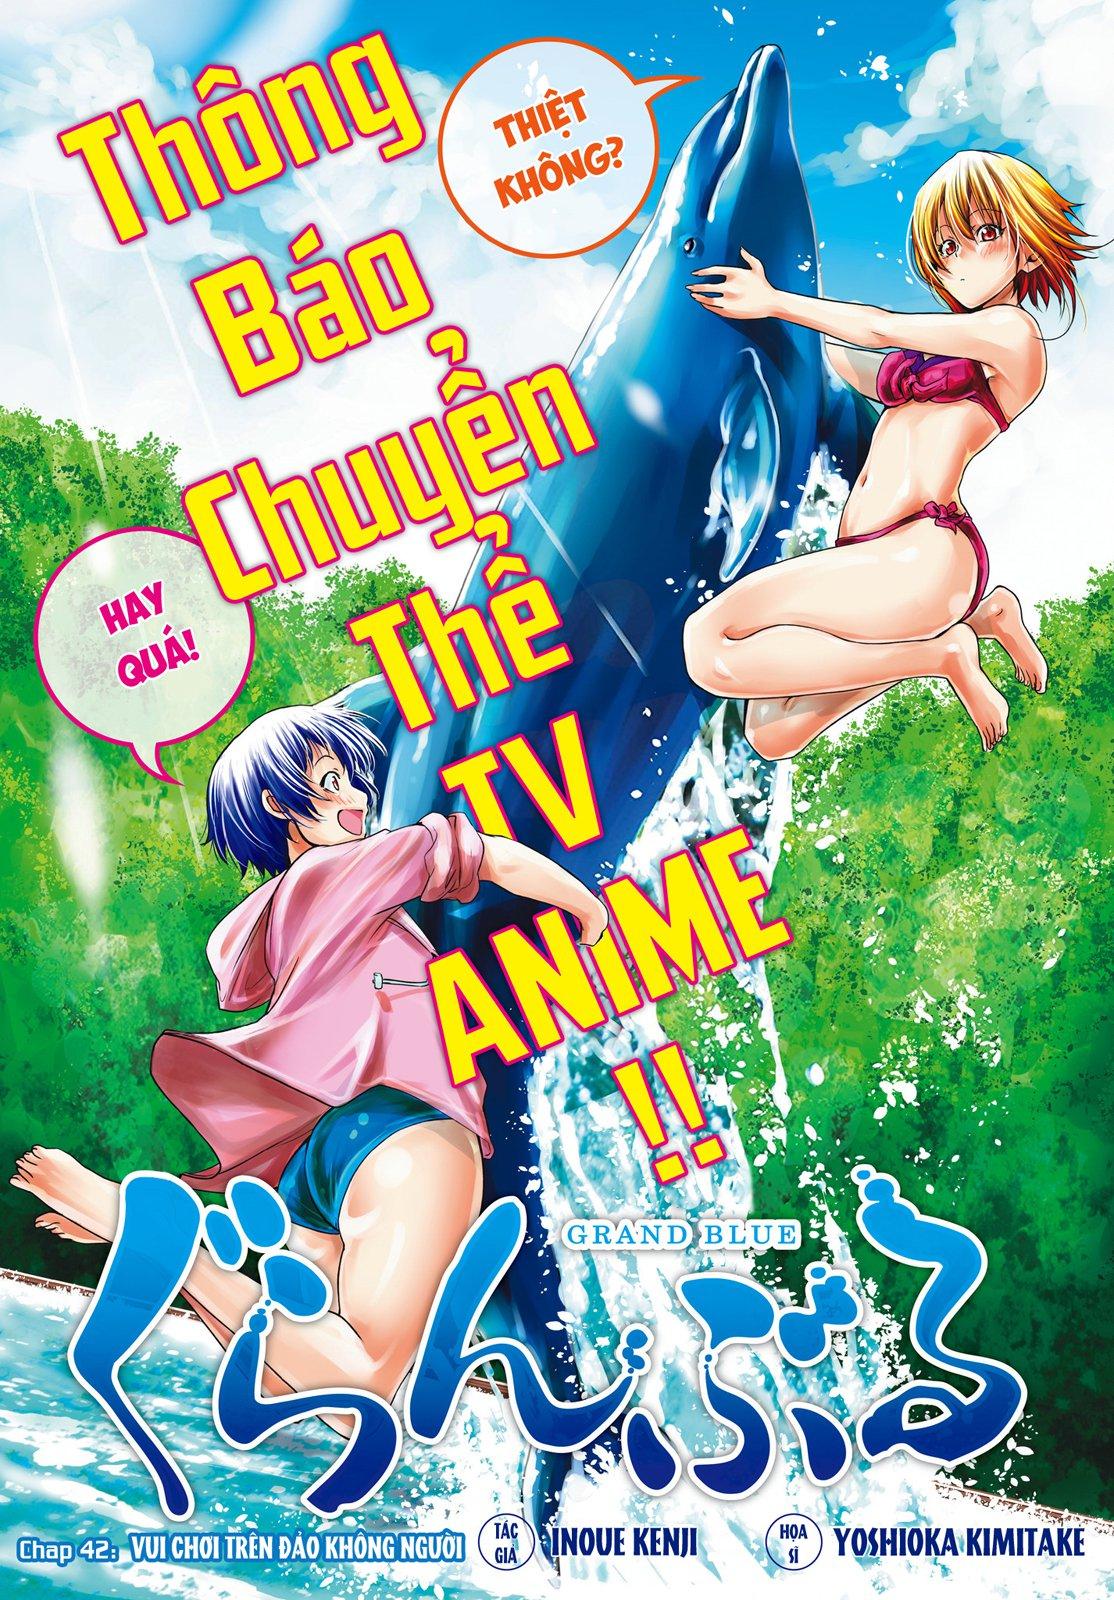 Thông
Báo
Chuyển
Thể
TV
ANiME
!!
THIỆT
KHÔNG?
HAY
QUÁ!
GRAND BLUE
ぐらんぶる
Chap 42: VUI CHƠI TRÊN ĐẢO KHÔNG NGƯỜI
TÁC
GIẢ
INOUE KENJI
HỌA
SĨ
YOSHIOKA KIMITAKE